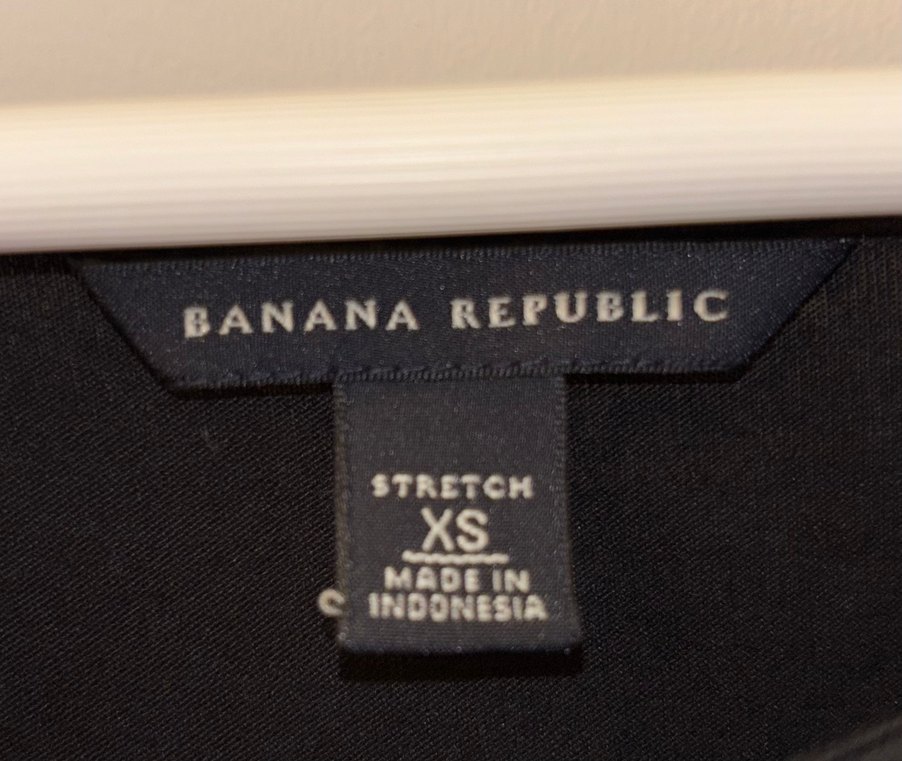 BANANA REPUBLIC
STRETCH
XS
MADE IN
INDONESIA